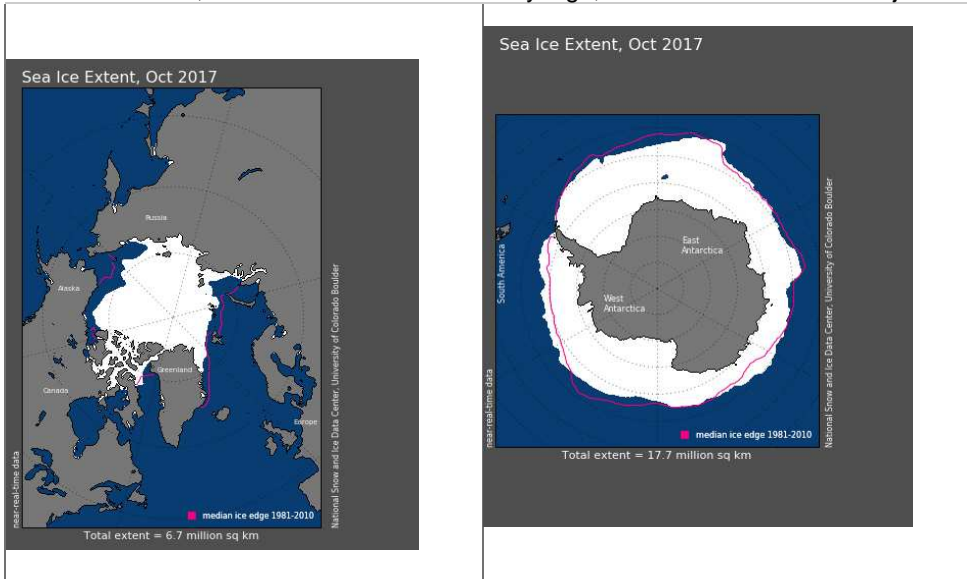 Sea Ice Extent, Oct 2017
Russia
Alaska
Greenland
Canada
Europe
near-real-time data
National Snow and Ice Data Center, University of Colorado Boulder
median ice edge 1981-2010
Total extent = 6.7 million sq km
Sea Ice Extent, Oct 2017
East
Antarctica
West
Antarctica
South America
near-real-time data
National Snow and Ice Data Center, University of Colorado Boulder
median ice edge 1981-2010
Total extent = 17.7 million sq km